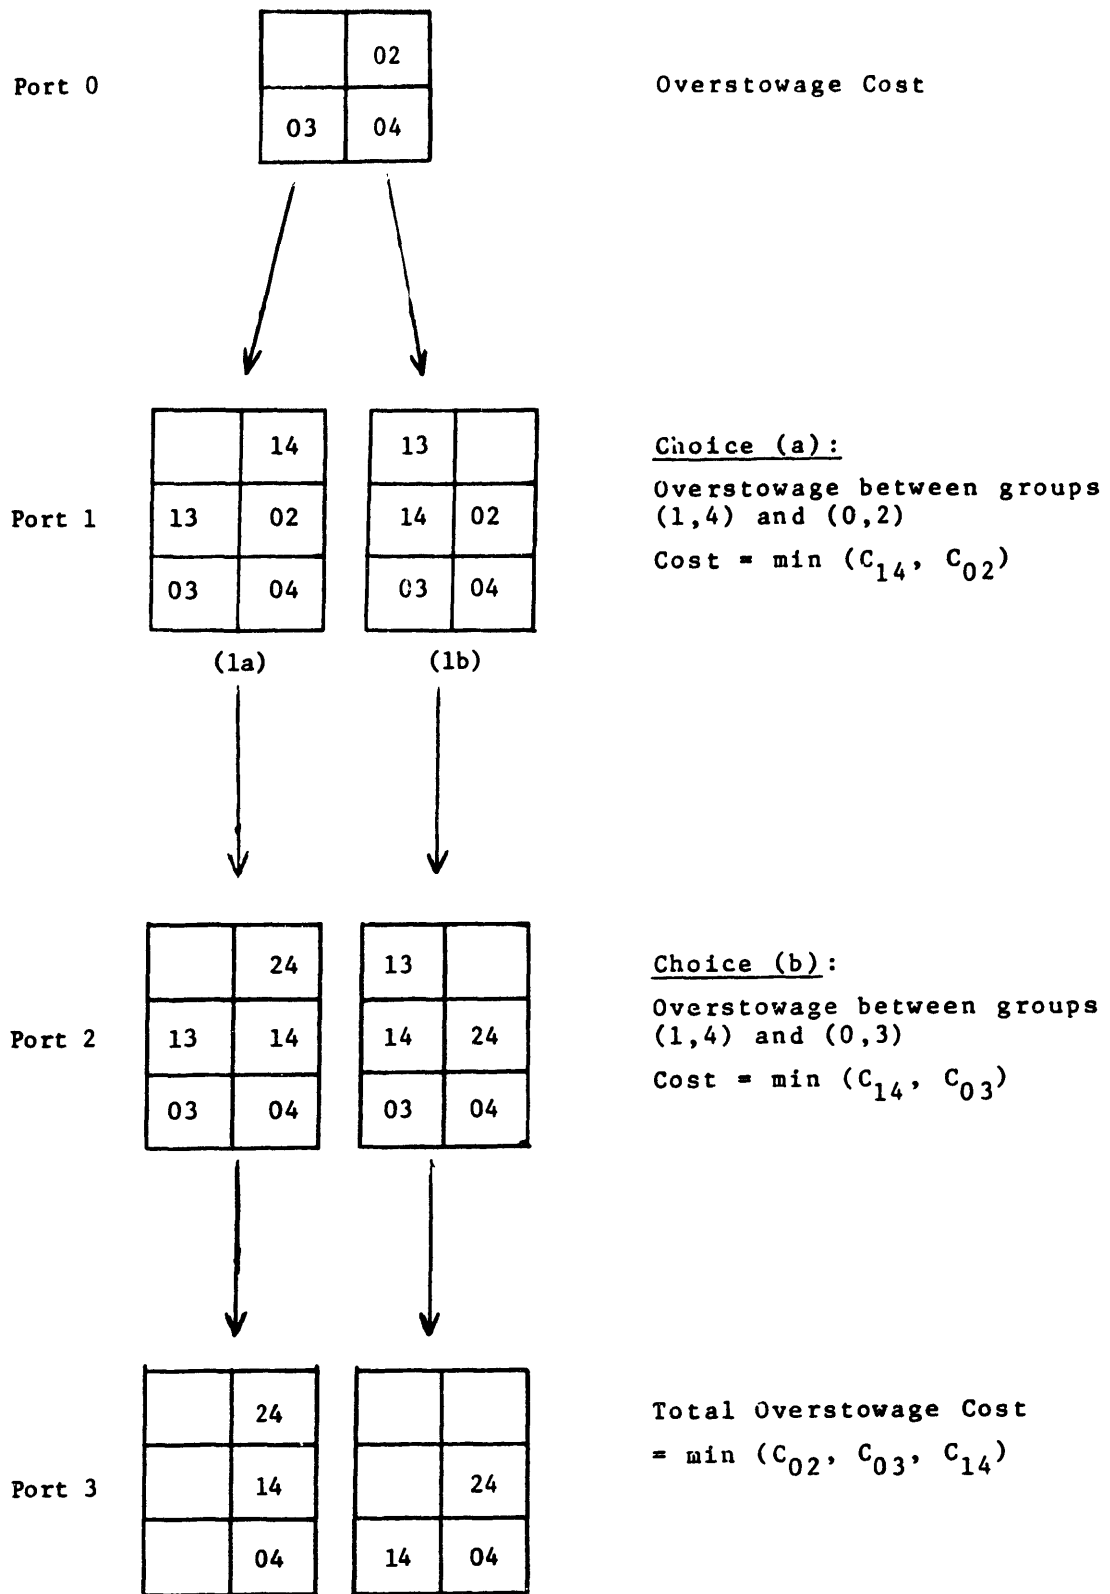 02
Port 0
Overstowage Cost
03 04
14 13
Choice (a):
Overstowage between groups
Port 1
13 02 14 02
(1,4) and (0,2)
Cost = min (C14, C02)
03 04 03 04
(1a) (1b)
24 13
Choice (b):
Overstowage between groups
Port 2
13 14 14 24
(1,4) and (0,3)
Cost = min (C14, C03)
03 04 03 04
24
Total Overstowage Cost
= min (C02, C03, C14)
Port 3
14 24
04 14 04